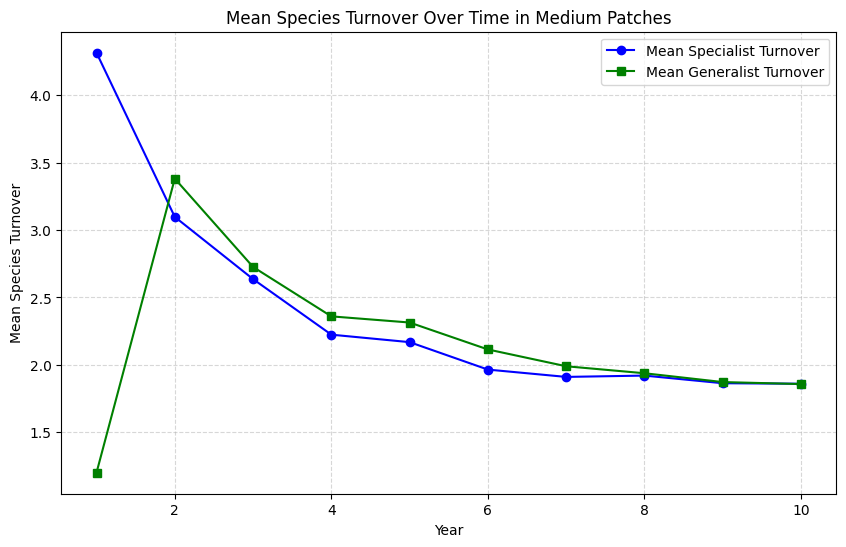 Mean Species Turnover Over Time in Medium Patches
Mean Specialist Turnover
Mean Generalist Turnover
Mean Species Turnover
4.0
3.5
3.0
2.5
2.0
1.5
2 4 6 8 10
Year